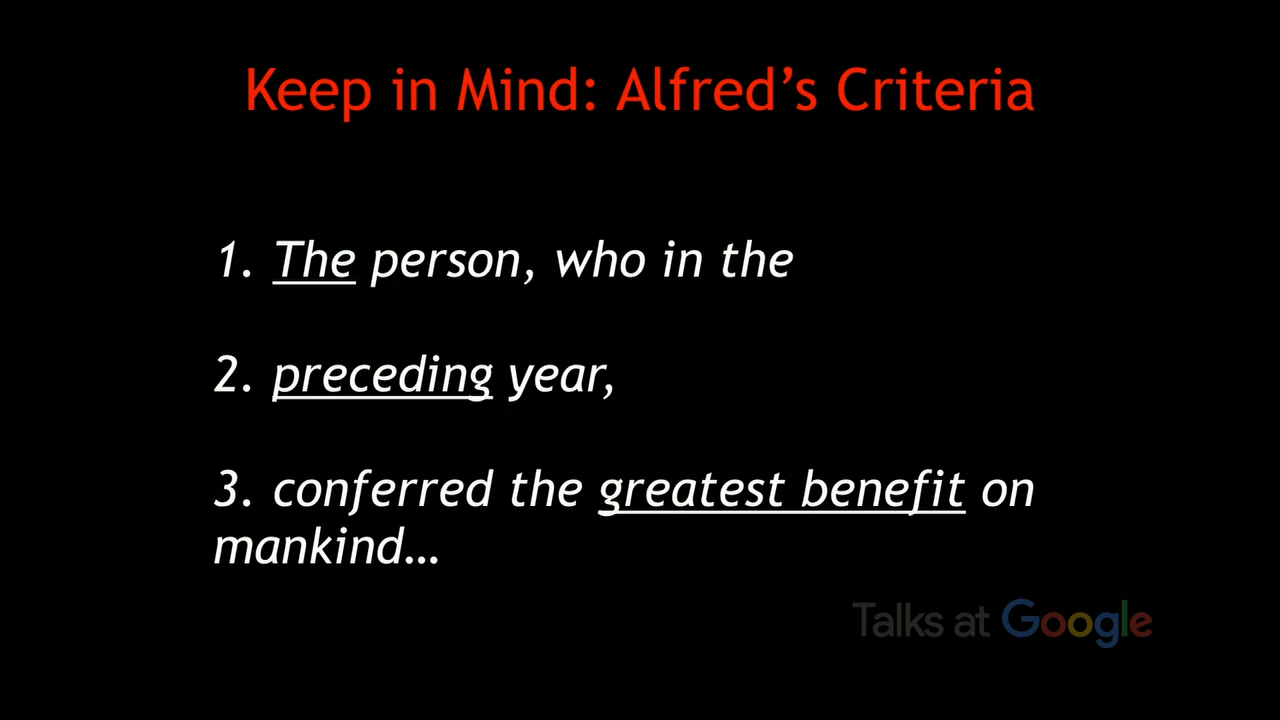 Keep in Mind: Alfred’s Criteria
1. The person, who in the
2. preceding year,
3. conferred the greatest benefit on
mankind…
Talks at Google